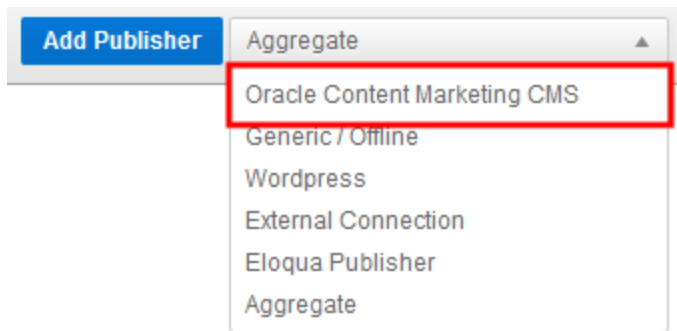 Add Publisher
Aggregate
Oracle Content Marketing CMS
Generic / Offline
Wordpress
External Connection
Eloqua Publisher
Aggregate